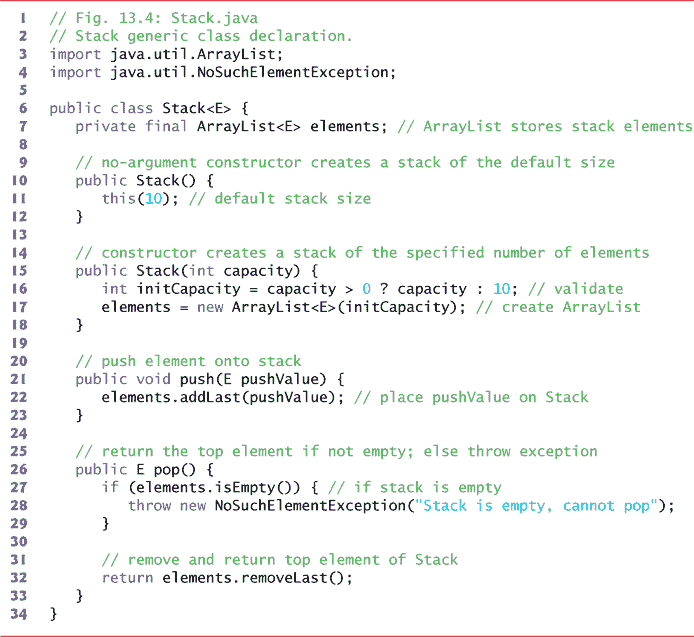 1 // Fig. 13.4: Stack.java
2 // Stack generic class declaration.
3 import java.util.ArrayList;
4 import java.util.NoSuchElementException;
5
6 public class Stack<E> {
7    private final ArrayList<E> elements; // ArrayList stores stack elements
8
9    // no-argument constructor creates a stack of the default size
10    public Stack() {
11       this(10); // default stack size
12    }
13
14    // constructor creates a stack of the specified number of elements
15    public Stack(int capacity) {
16       int initCapacity = capacity > 0 ? capacity : 10; // validate
17       elements = new ArrayList<E>(initCapacity); // create ArrayList
18    }
19
20    // push element onto stack
21    public void push(E pushValue) {
22       elements.addLast(pushValue); // place pushValue on Stack
23    }
24
25    // return the top element if not empty; else throw exception
26    public E pop() {
27       if (elements.isEmpty()) { // if stack is empty
28          throw new NoSuchElementException("Stack is empty, cannot pop");
29       }
30
31       // remove and return top element of Stack
32       return elements.removeLast();
33    }
34 }